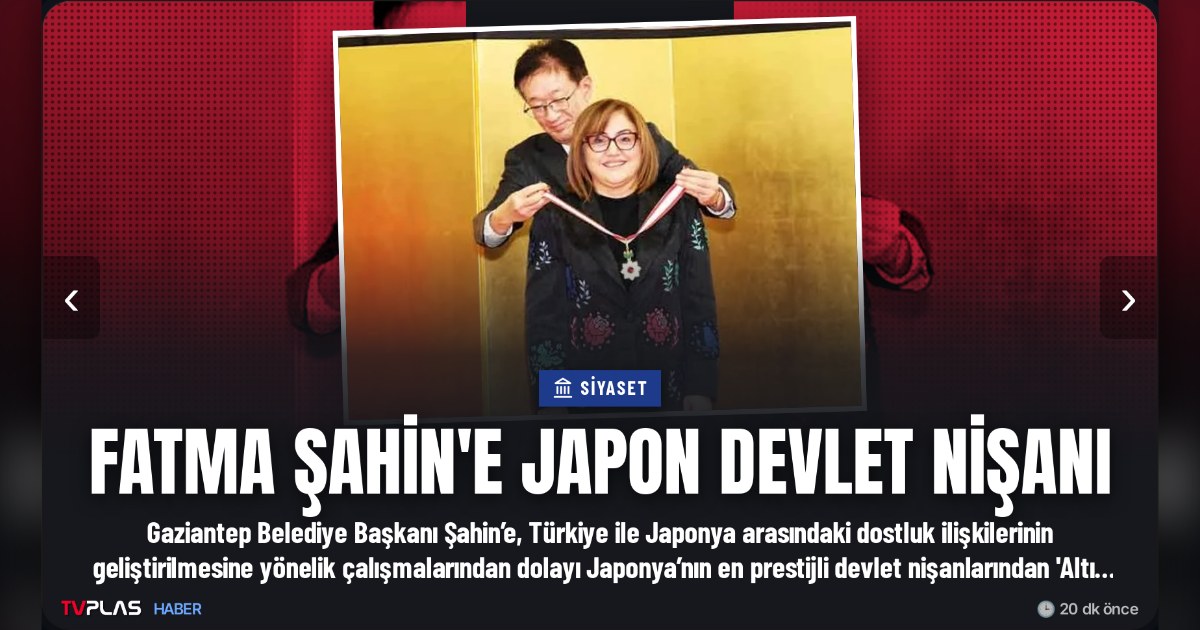 SİYASET
FATMA ŞAHİN'E JAPON DEVLET NİŞANI
Gaziantep Belediye Başkanı Şahin’e, Türkiye ile Japonya arasındaki dostluk ilişkilerinin
geliştirilmesine yönelik çalışmalarından dolayı Japonya’nın en prestijli devlet nişanlarından 'Altı...
TVPLAS HABER
20 dk önce